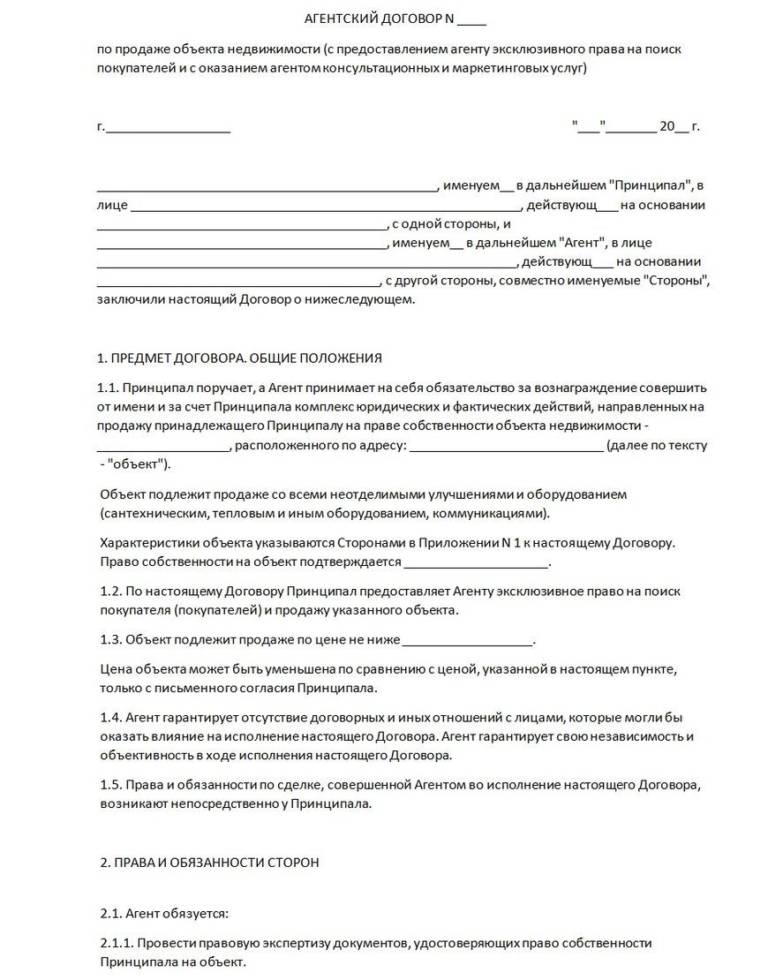 АГЕНТСКИЙ ДОГОВОР N ____
по продаже объекта недвижимости (с предоставлением агенту эксклюзивного права на поиск
покупателей и с оказанием агентом консультационных и маркетинговых услуг)
г.__________________ "___"_______ 20__ г.
_________________________________________________, именуем__ в дальнейшем "Принципал", в
лице ________________________________________________________, действующ___ на основании
__________________________________________, с одной стороны, и
__________________________________________, именуем__ в дальнейшем "Агент", в лице
_____________________________________________________________, действующ___ на основании
_________________________________________, с другой стороны, совместно именуемые "Стороны",
заключили настоящий Договор о нижеследующем.
1. ПРЕДМЕТ ДОГОВОРА. ОБЩИЕ ПОЛОЖЕНИЯ
1.1. Принципал поручает, а Агент принимает на себя обязательство за вознаграждение совершить
от имени и за счет Принципала комплекс юридических и фактических действий, направленных на
продажу принадлежащего Принципалу на праве собственности объекта недвижимости -
___________________, расположенного по адресу: ____________________________ (далее по тексту
- "объект").
Объект подлежит продаже со всеми неотделимыми улучшениями и оборудованием
(сантехническим, тепловым и иным оборудованием, коммуникациями).
Характеристики объекта указываются Сторонами в Приложении N 1 к настоящему Договору.
Право собственности на объект подтверждается _____________________.
1.2. По настоящему Договору Принципал предоставляет Агенту эксклюзивное право на поиск
покупателя (покупателей) и продажу указанного объекта.
1.3. Объект подлежит продаже по цене не ниже ___________________.
Цена объекта может быть уменьшена по сравнению с ценой, указанной в настоящем пункте,
только с письменного согласия Принципала.
1.4. Агент гарантирует отсутствие договорных и иных отношений с лицами, которые могли бы
оказать влияние на исполнение настоящего Договора. Агент гарантирует свою независимость и
объективность в ходе исполнения настоящего Договора.
1.5. Права и обязанности по сделке, совершенной Агентом во исполнение настоящего Договора,
возникают непосредственно у Принципала.
2. ПРАВА И ОБЯЗАННОСТИ СТОРОН
2.1. Агент обязуется:
2.1.1. Провести правовую экспертизу документов, удостоверяющих право собственности
Принципала на объект.